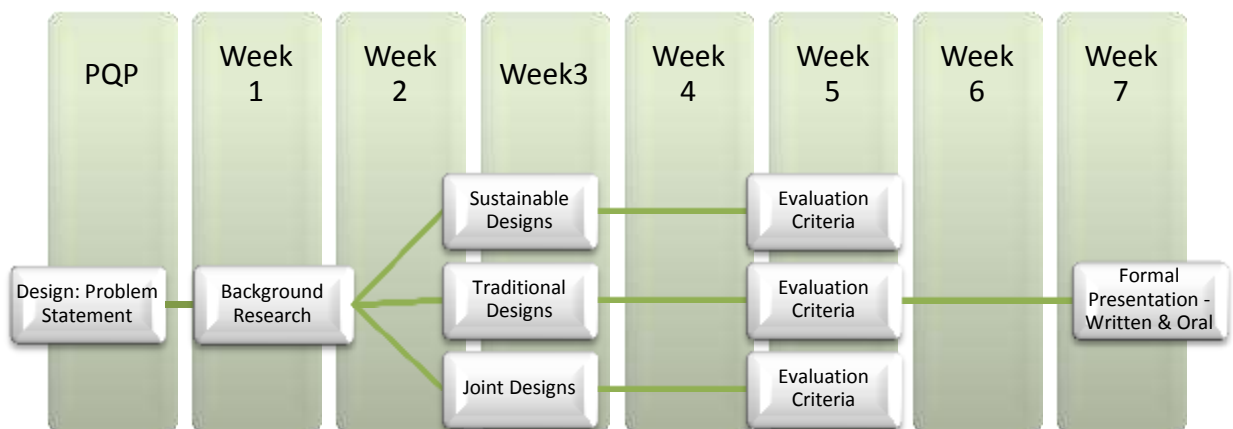 PQP
Week
1
Week
2
Week3
Week
4
Week
5
Week
6
Week
7
Sustainable
Designs
Evaluation
Criteria
Design: Problem
Statement
Background
Research
Traditional
Designs
Evaluation
Criteria
Formal
Presentation -
Written & Oral
Joint Designs
Evaluation
Criteria